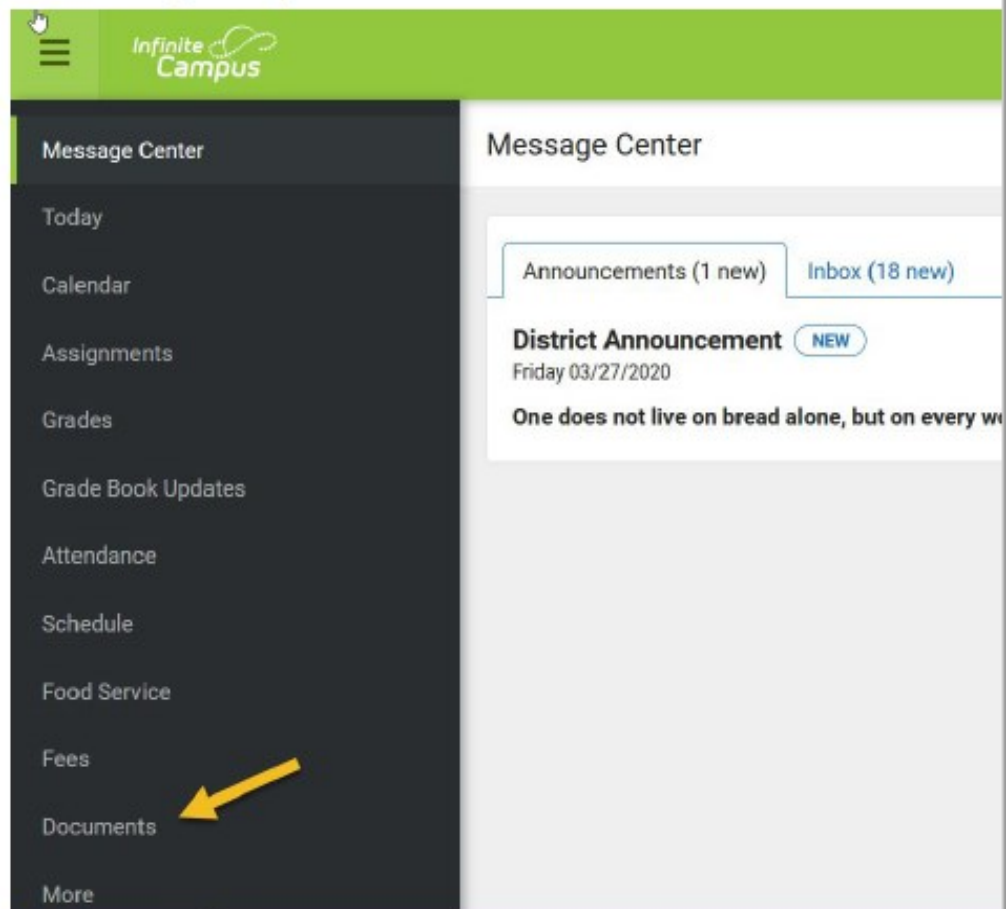 Infinite
Campus
Message Center
Today
Calendar
Assignments
Grades
Grade Book Updates
Attendance
Schedule
Food Service
Fees
Documents
More
Message Center
Announcements (1 new) Inbox (18 new)
District Announcement NEW
Friday 03/27/2020
One does not live on bread alone, but on every